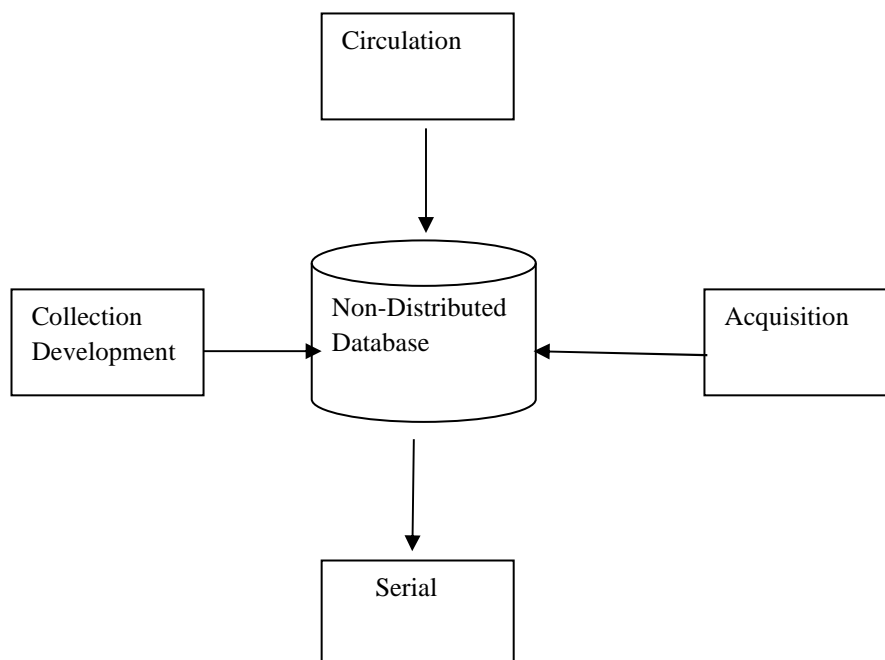 Circulation
Non-Distributed
Database
Collection
Development
Acquisition
Serial